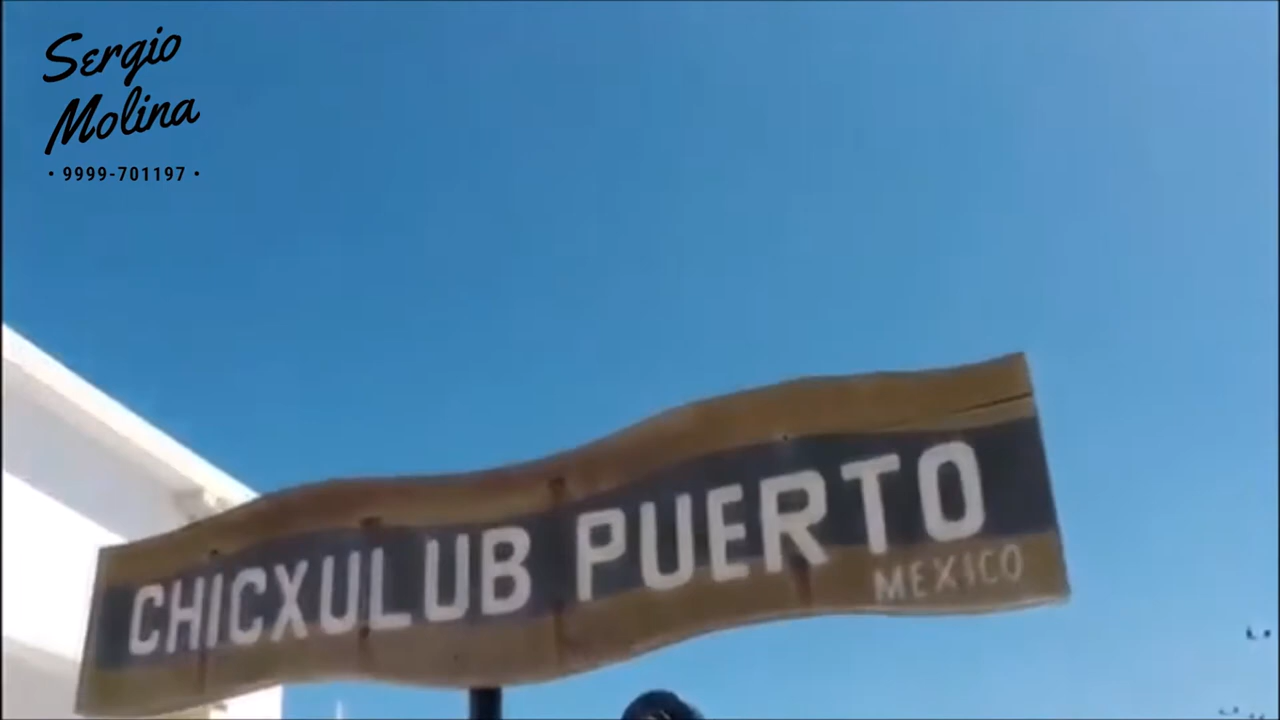 Sergio
Molina
• 9999-701197 •
CHICXULUB PUERTO
MEXICO